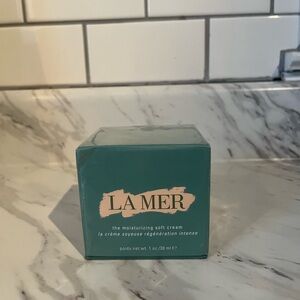 LA MER
the moisturizing soft cream
la crème soyeuse régénération intense
poids net wt. 1 oz/30 ml ℮